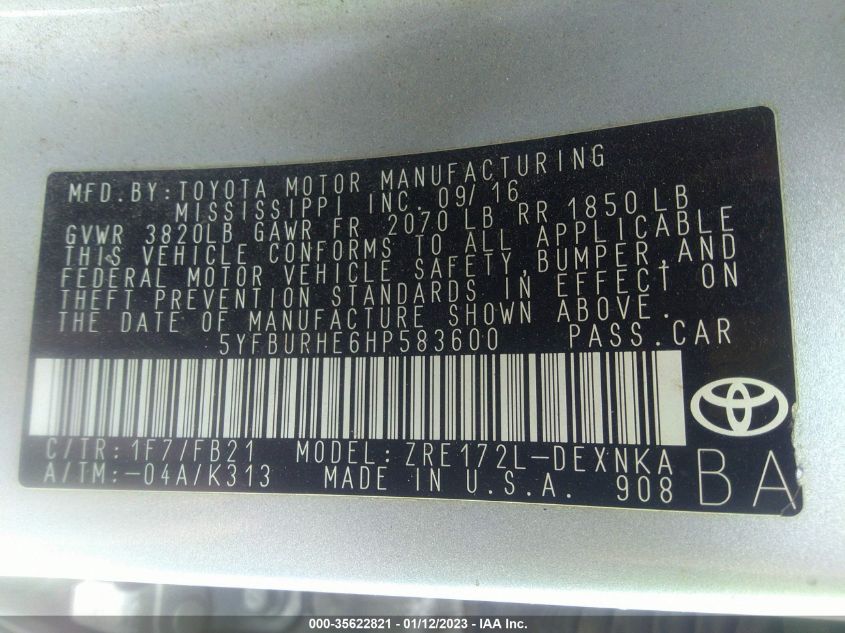 MFD. BY: TOYOTA MOTOR MANUFACTURING
MISSISSIPPI INC. 09/16
GVWR 3820LB GAWR FR 2070 LB RR 1850 LB
THIS VEHICLE CONFORMS TO ALL APPLICABLE
FEDERAL MOTOR VEHICLE SAFETY, BUMPER, AND
THEFT PREVENTION STANDARDS IN EFFECT ON
THE DATE OF MANUFACTURE SHOWN ABOVE.
5YFBURHE6HP583600 PASS. CAR
C/TR: 1F7/FB21 MODEL: ZRE172L-DEXNKA
A/TM: -04A/K313 MADE IN U.S.A. 908
BA
000-35622821 - 01/12/2023 - IAA Inc.